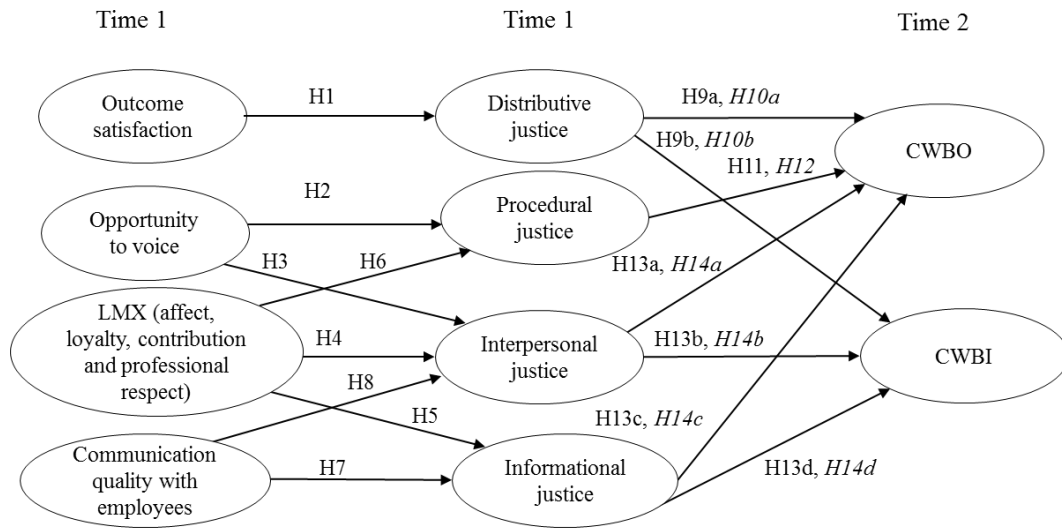 Time 1
Time 1
Time 2
Outcome
satisfaction
H1
Distributive
justice
H9a, H10a
H9b, H10b
CWBO
H11, H12
Opportunity
to voice
H2
Procedural
justice
H3
H6
H13a, H14a
LMX (affect,
loyalty, contribution
and professional
respect)
H4
Interpersonal
justice
H13b, H14b
CWBI
H8
H5
H13c, H14c
Communication
quality with
employees
H7
Informational
justice
H13d, H14d